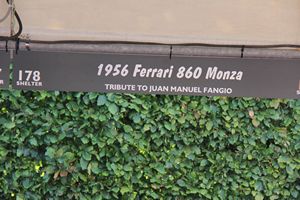 178
SHELTER
1956 Ferrari 860 Monza
TRIBUTE TO JUAN MANUEL FANGIO